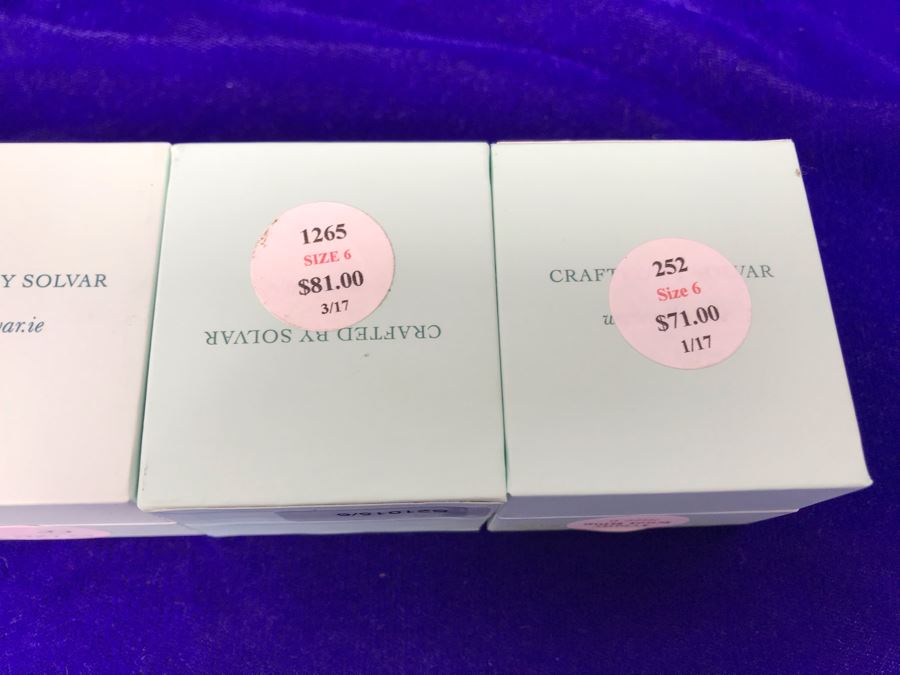 Y SOLVAR
var.ie
1265
SIZE 6
$81.00
3/17
CRAFTED BY SOLVAR
252
Size 6
$71.00
1/17
CRAFT VAR